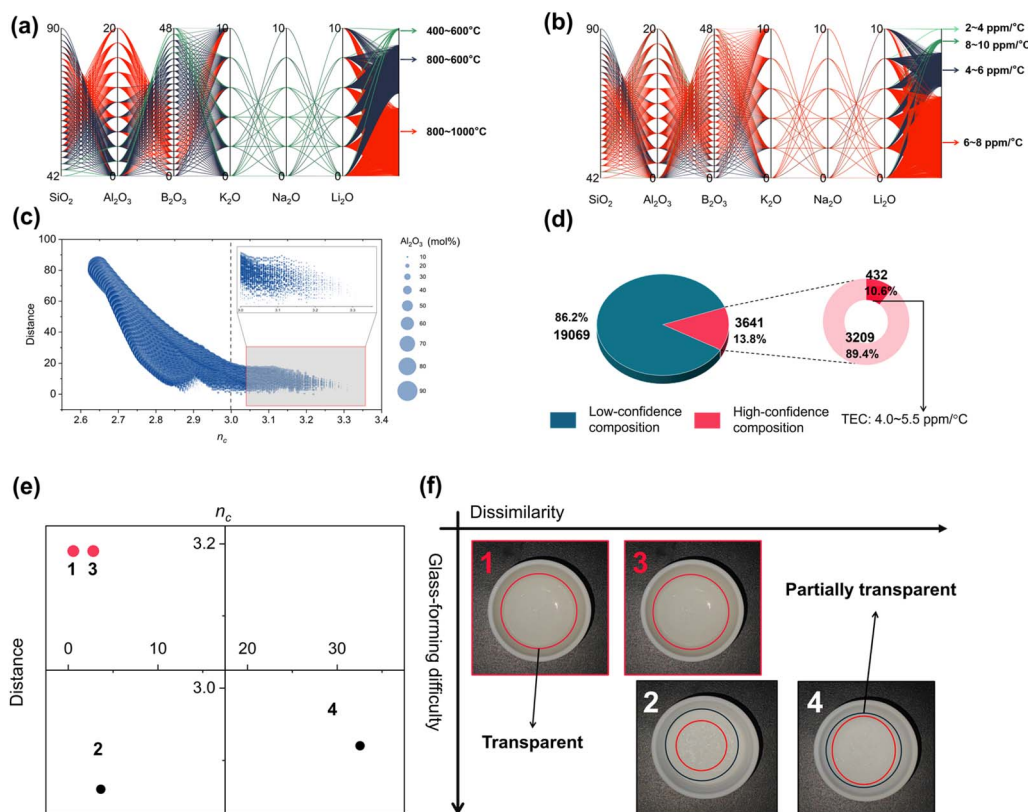 (a)
90
20
48
10
10
10
400~600°C
800~600°C
800~1000°C
42
0
0
0
0
0
SiO₂
Al₂O₃
B₂O₃
K₂O
Na₂O
Li₂O
(b)
90
20
48
10
10
10
2~4 ppm/°C
8~10 ppm/°C
4~6 ppm/°C
6~8 ppm/°C
42
0
0
0
0
0
SiO₂
Al₂O₃
B₂O₃
K₂O
Na₂O
Li₂O
(c)
100
80
60
40
20
0
Distance
2.6
2.7
2.8
2.9
3.0
3.1
3.2
3.3
3.4
n_c
Al₂O₃ (mol%)
10
20
30
40
50
60
70
80
90
(d)
86.2%
19069
3641
13.8%
432
10.6%
3209
89.4%
Low-confidence
composition
High-confidence
composition
TEC: 4.0~5.5 ppm/°C
(e)
n_c
3.2
1
3
0
10
20
30
Distance
3.0
2
4
(f)
Dissimilarity
Glass-forming difficulty
1
3
Partially transparent
Transparent
2
4